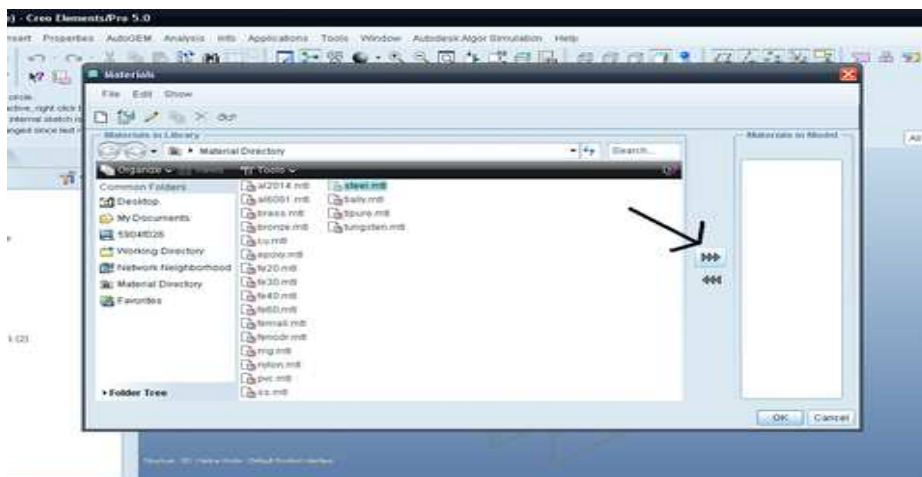 - Creo Elements/Pro 5.0
Insert Properties AutoGEM Analysis Info Applications Tools Window Autodesk Algor Simulation Help
Materials
File Edit Show
Materials in Library
Materials in Model
Material Directory
Search...
Organize Views Tools
Common Folders
Desktop
My Documents
Working Directory
Network Neighborhood
Material Directory
Favorites
Folder Tree
al2014.mtl
al6061.mtl
brass.mtl
bronze.mtl
cu.mtl
epoxy.mtl
fe20.mtl
fe30.mtl
fe40.mtl
fe60.mtl
femall.mtl
femodr.mtl
mg.mtl
nylon.mtl
pvc.mtl
ss.mtl
steel.mtl
ti6aly.mtl
tipure.mtl
tungsten.mtl
OK Cancel